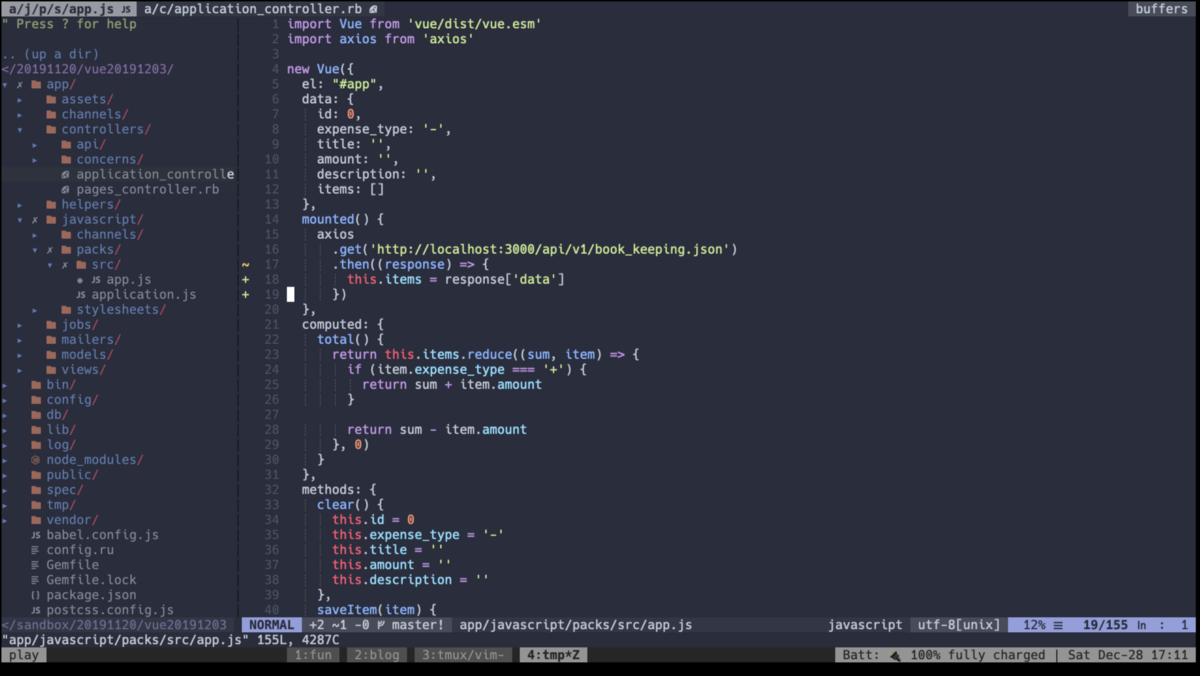 a/j/p/s/app.js JS a/c/application_controller.rb buffers
" Press ? for help
.. (up a dir)
</20191120/vue20191203/
▾ ✗ app/
▸ assets/
▸ channels/
▾ controllers/
▸ api/
▸ concerns/
application_controlle
pages_controller.rb
▸ helpers/
▾ ✗ javascript/
▸ channels/
▾ ✗ packs/
▾ ✗ src/
● JS app.js
JS application.js
▸ stylesheets/
▸ jobs/
▸ mailers/
▸ models/
▸ views/
▸ bin/
▸ config/
▸ db/
▸ lib/
▸ log/
▸ node_modules/
▸ public/
▸ spec/
▸ tmp/
▸ vendor/
JS babel.config.js
config.ru
Gemfile
Gemfile.lock
{} package.json
JS postcss.config.js
</sandbox/20191120/vue20191203
1 import Vue from 'vue/dist/vue.esm'
2 import axios from 'axios'
3
4 new Vue({
5 el: "#app",
6 data: {
7 id: 0,
8 expense_type: '-',
9 title: '',
10 amount: '',
11 description: '',
12 items: []
13 },
14 mounted() {
15 axios
16 .get('http://localhost:3000/api/v1/book_keeping.json')
~ 17 .then((response) => {
+ 18 this.items = response['data']
+ 19 })
20 },
21 computed: {
22 total() {
23 return this.items.reduce((sum, item) => {
24 if (item.expense_type === '+') {
25 return sum + item.amount
26 }
27
28 return sum - item.amount
29 }, 0)
30 }
31 },
32 methods: {
33 clear() {
34 this.id = 0
35 this.expense_type = '-'
36 this.title = ''
37 this.amount = ''
38 this.description = ''
39 },
40 saveItem(item) {
NORMAL +2 ~1 -0 master! app/javascript/packs/src/app.js javascript utf-8[unix] 12% ☰ 19/155 ln : 1
"app/javascript/packs/src/app.js" 155L, 4287C
play 1:fun 2:blog 3:tmux/vim- 4:tmp*Z Batt: 100% fully charged | Sat Dec-28 17:11